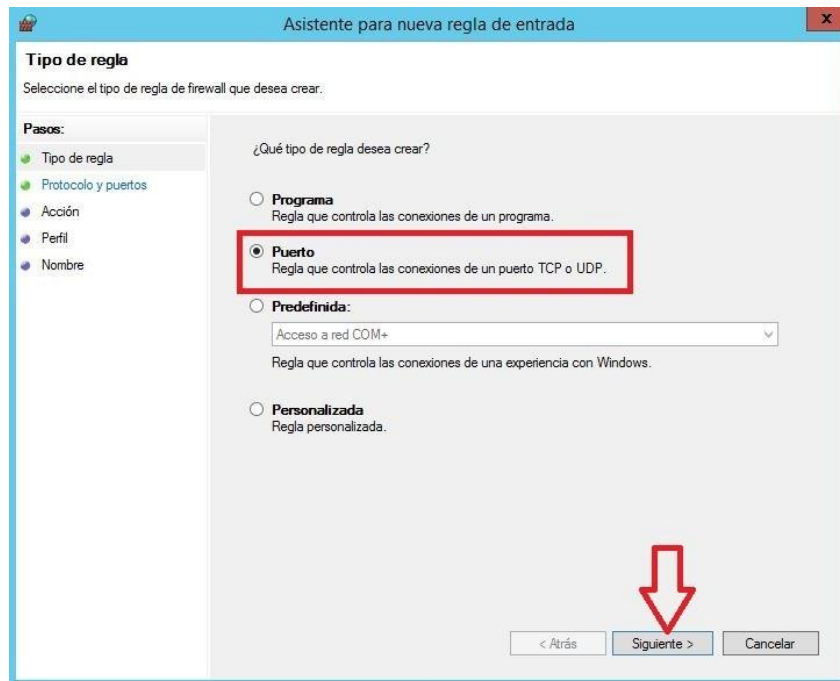 Asistente para nueva regla de entrada
x
Tipo de regla
Seleccione el tipo de regla de firewall que desea crear.
Pasos:
Tipo de regla
Protocolo y puertos
Acción
Perfil
Nombre
¿Qué tipo de regla desea crear?
Programa
Regla que controla las conexiones de un programa.
Puerto
Regla que controla las conexiones de un puerto TCP o UDP.
Predefinida:
Acceso a red COM+
Regla que controla las conexiones de una experiencia con Windows.
Personalizada
Regla personalizada.
< Atrás
Siguiente >
Cancelar